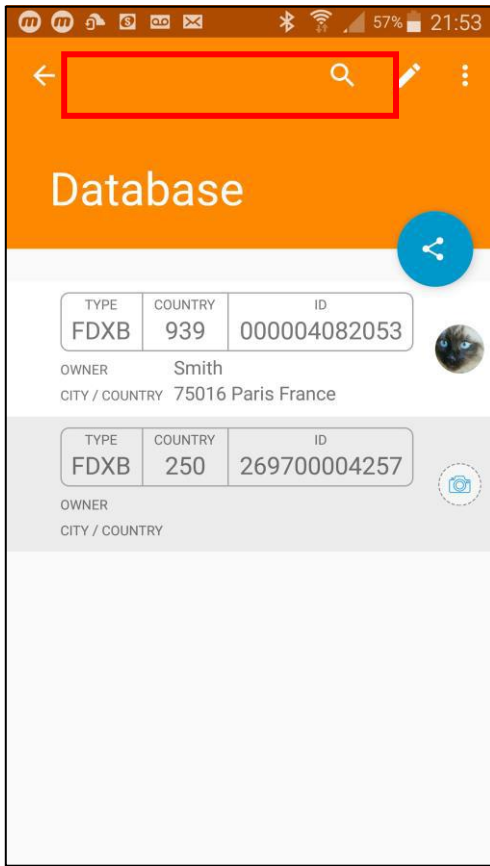 57% 21:53
Database
TYPE COUNTRY ID
FDXB 939 000004082053
OWNER Smith
CITY / COUNTRY 75016 Paris France
TYPE COUNTRY ID
FDXB 250 269700004257
OWNER
CITY / COUNTRY